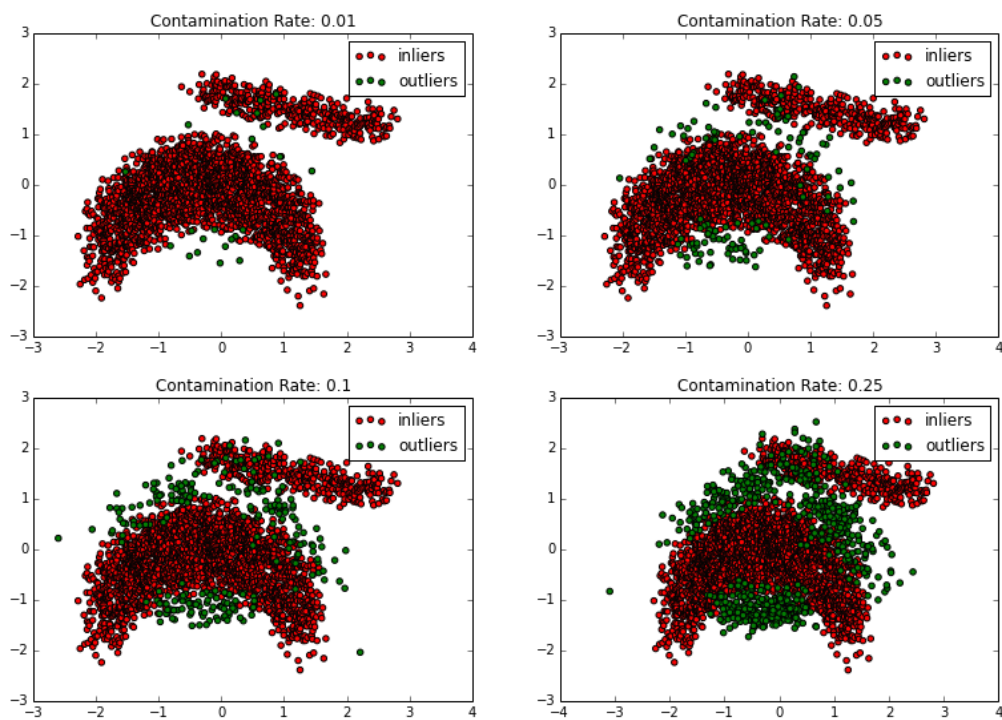 Contamination Rate: 0.01
3
2
1
0
−1
−2
−3
−3 −2 −1 0 1 2 3 4
inliers
outliers
Contamination Rate: 0.05
3
2
1
0
−1
−2
−3
−3 −2 −1 0 1 2 3 4
inliers
outliers
Contamination Rate: 0.1
3
2
1
0
−1
−2
−3
−3 −2 −1 0 1 2 3 4
inliers
outliers
Contamination Rate: 0.25
3
2
1
0
−1
−2
−3
−4 −3 −2 −1 0 1 2 3 4
inliers
outliers